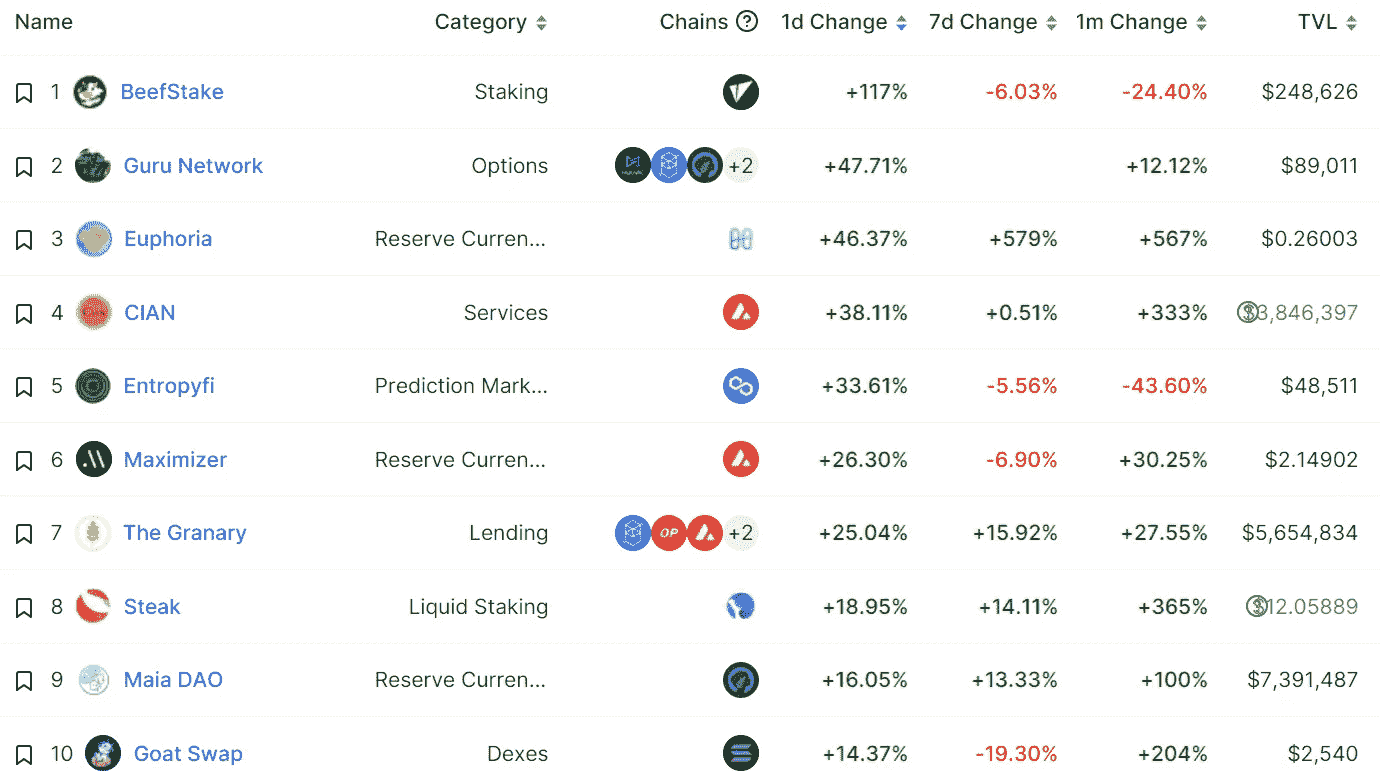 Name Category Chains ? 1d Change 7d Change 1m Change TVL
1 BeefStake Staking +117% -6.03% -24.40% $248,626
2 Guru Network Options +2 +47.71% +12.12% $89,011
3 Euphoria Reserve Curren... +46.37% +579% +567% $0.26003
4 CIAN Services +38.11% +0.51% +333% $3,846,397
5 Entropyfi Prediction Mark... +33.61% -5.56% -43.60% $48,511
6 Maximizer Reserve Curren... +26.30% -6.90% +30.25% $2.14902
7 The Granary Lending OP +2 +25.04% +15.92% +27.55% $5,654,834
8 Steak Liquid Staking +18.95% +14.11% +365% $12.05889
9 Maia DAO Reserve Curren... +16.05% +13.33% +100% $7,391,487
10 Goat Swap Dexes +14.37% -19.30% +204% $2,540